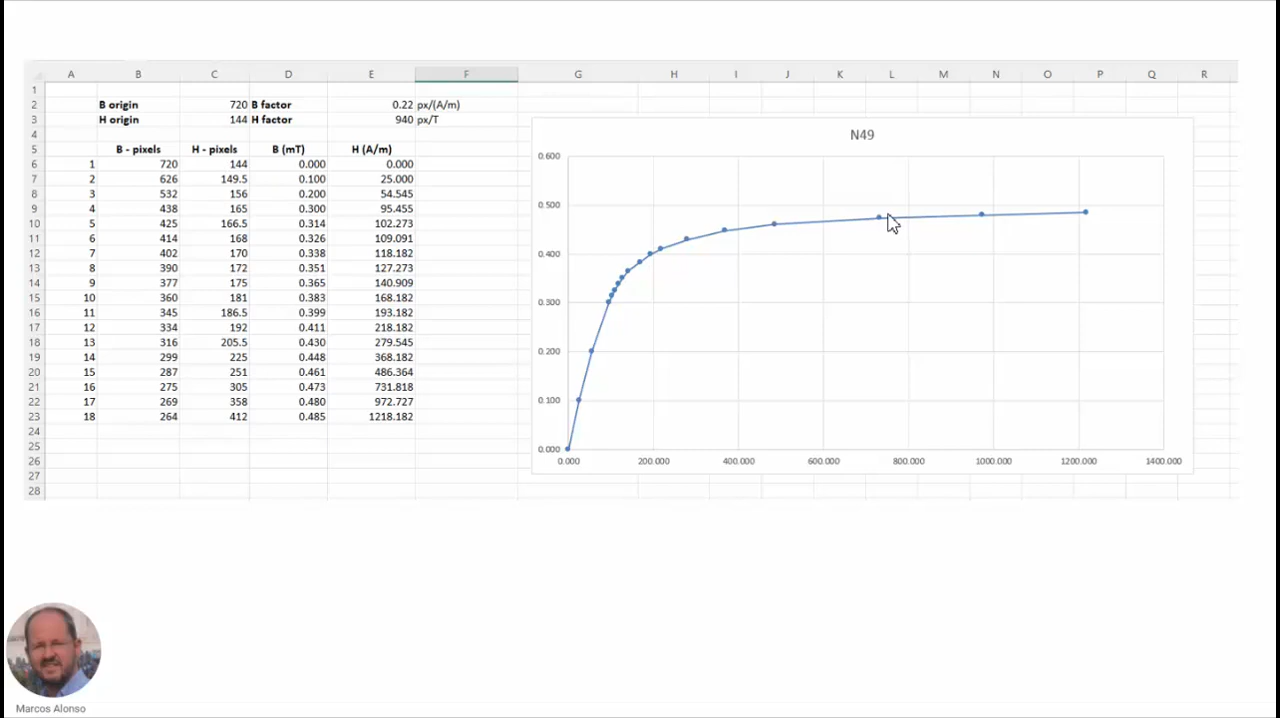 A B C D E F G H I J K L M N O P Q R
1
2 B origin 720 B factor 0.22 px/(A/m)
3 H origin 144 H factor 940 px/T
4
5 B - pixels H - pixels B (mT) H (A/m)
6 1 720 144 0.000 0.000
7 2 626 149.5 0.100 25.000
8 3 532 156 0.200 54.545
9 4 438 165 0.300 95.455
10 5 425 166.5 0.314 102.273
11 6 414 168 0.326 109.091
12 7 402 170 0.338 118.182
13 8 390 172 0.351 127.273
14 9 377 175 0.365 140.909
15 10 360 181 0.383 168.182
16 11 345 186.5 0.399 193.182
17 12 334 192 0.411 218.182
18 13 316 205.5 0.430 279.545
19 14 299 225 0.448 368.182
20 15 287 251 0.461 486.364
21 16 275 305 0.473 731.818
22 17 269 358 0.480 972.727
23 18 264 412 0.485 1218.182
24
25
26
27
28
N49
0.600
0.500
0.400
0.300
0.200
0.100
0.000
0.000 200.000 400.000 600.000 800.000 1000.000 1200.000 1400.000
Marcos Alonso